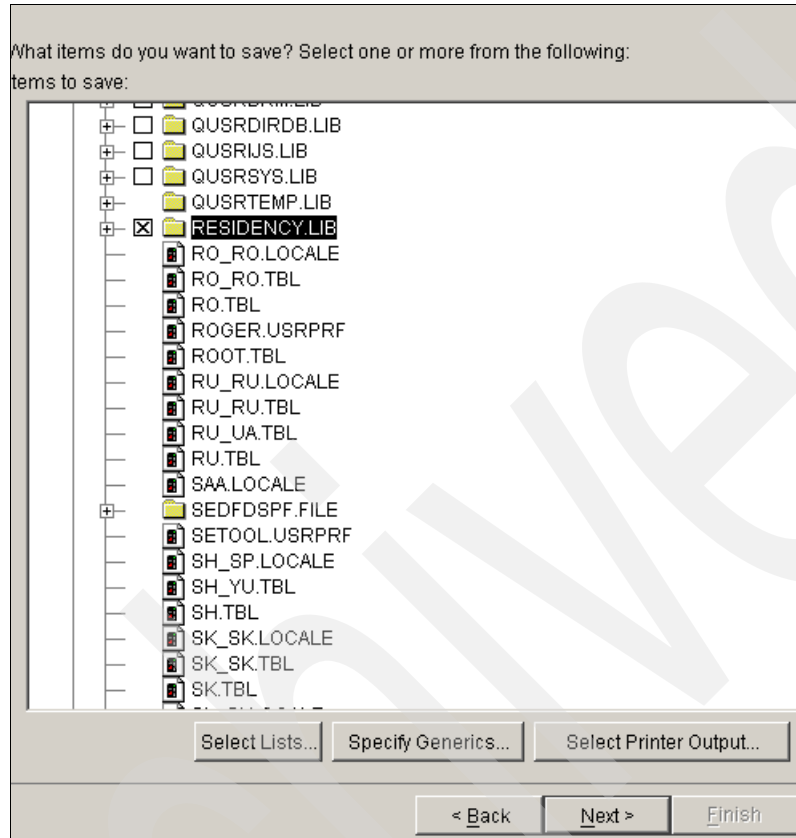 What items do you want to save? Select one or more from the following:
tems to save:
QUSRDIRDB.LIB
QUSRIJS.LIB
QUSRSYS.LIB
QUSRTEMP.LIB
RESIDENCY.LIB
RO_RO.LOCALE
RO_RO.TBL
RO.TBL
ROGER.USRPRF
ROOT.TBL
RU_RU.LOCALE
RU_RU.TBL
RU_UA.TBL
RU.TBL
SAA.LOCALE
SEDFDSPF.FILE
SETOOL.USRPRF
SH_SP.LOCALE
SH_YU.TBL
SH.TBL
SK_SK.LOCALE
SK_SK.TBL
SK.TBL
Select Lists... Specify Generics... Select Printer Output...
< Back Next > Finish